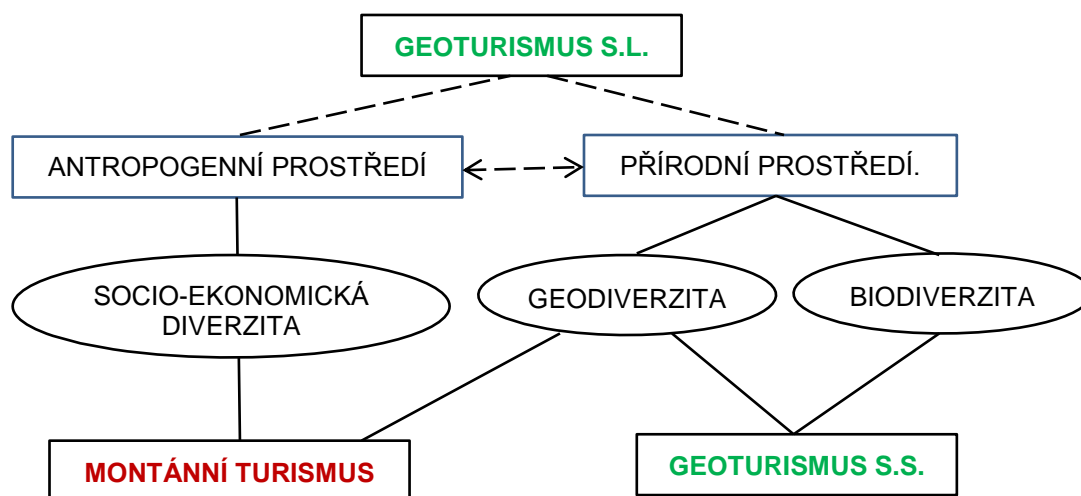 GEOTURISMUS S.L.
ANTROPOGENNÍ PROSTŘEDÍ
PŘÍRODNÍ PROSTŘEDÍ.
SOCIO-EKONOMICKÁ
DIVERZITA
GEODIVERZITA
BIODIVERZITA
MONTÁNNÍ TURISMUS
GEOTURISMUS S.S.